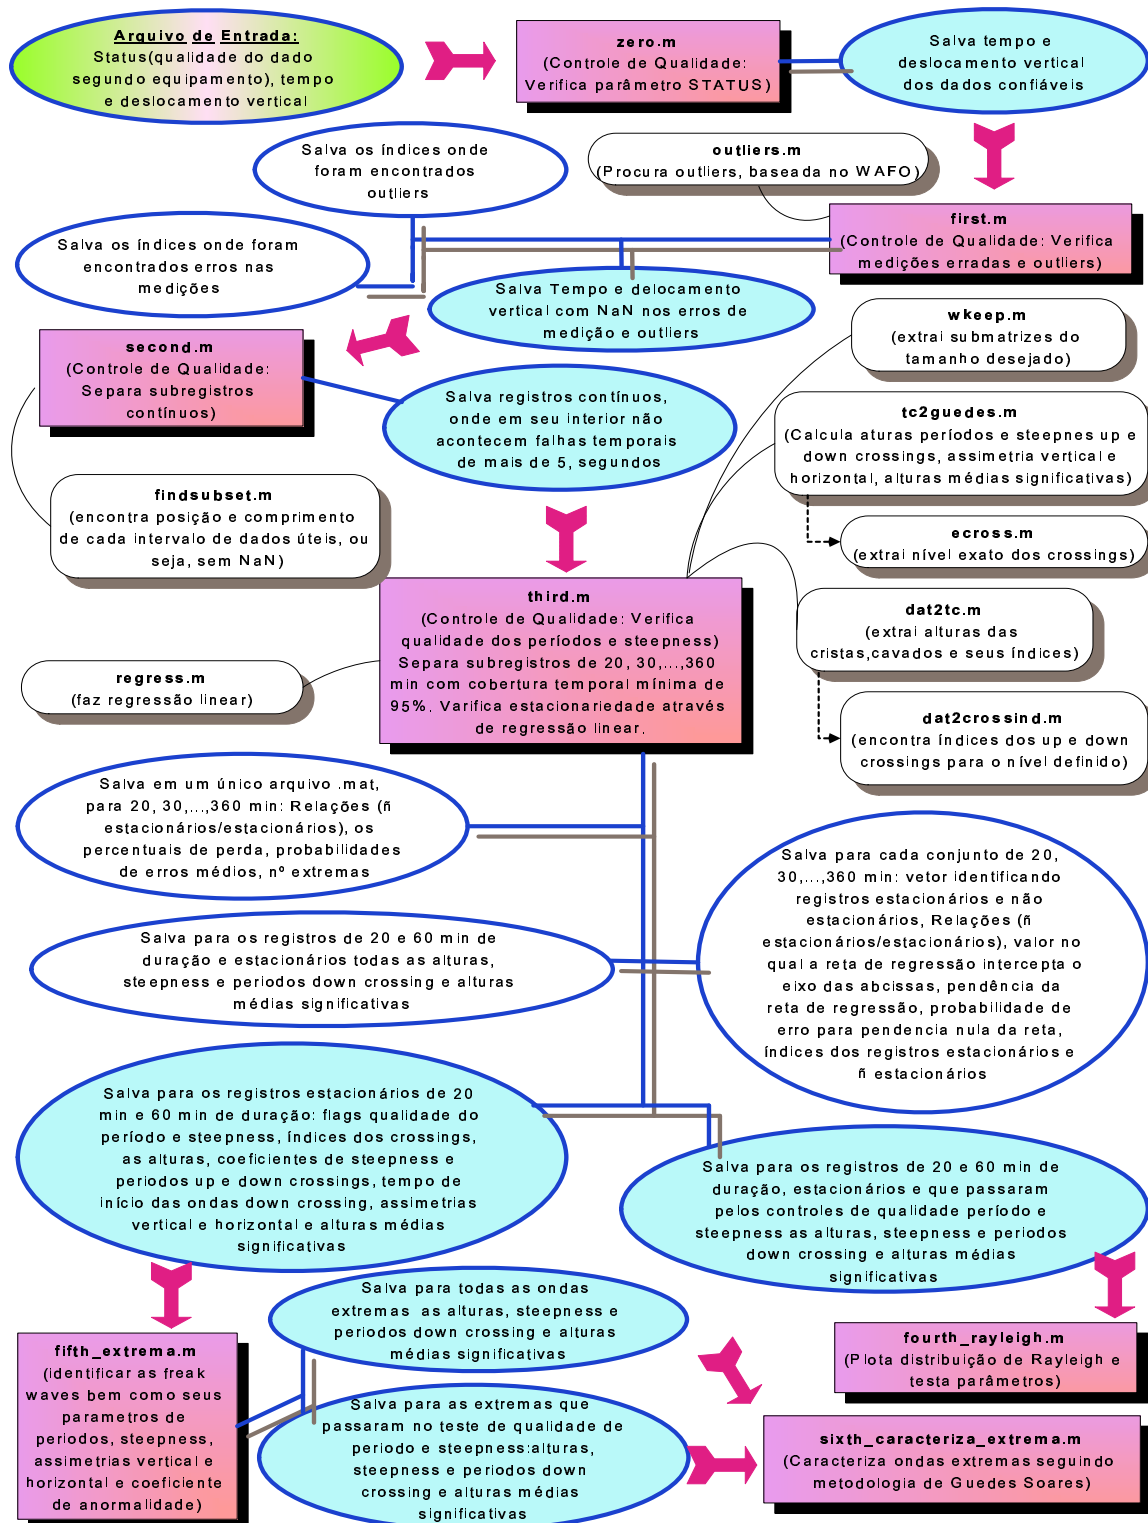 Arquivo de Entrada:
Status(qualidade do dado
segundo equipamento), tempo
e deslocamento vertical
zero.m
(Controle de Qualidade:
Verifica parâmetro STATUS)
Salva tempo e
deslocamento vertical
dos dados confiáveis
Salva os índices onde
foram encontrados
outliers
outliers.m
(Procura outliers, baseada no WAFO)
first.m
(Controle de Qualidade: Verifica
medições erradas e outliers)
Salva os índices onde foram
encontrados erros nas
medições
Salva Tempo e delocamento
vertical com NaN nos erros de
medição e outliers
second.m
(Controle de Qualidade:
Separa subregistros
contínuos)
wkeep.m
(extrai submatrizes do
tamanho desejado)
Salva registros contínuos,
onde em seu interior não
acontecem falhas temporais
de mais de 5, segundos
tc2guedes.m
(Calcula aturas períodos e steepnes up e
down crossings, assimetria vertical e
horizontal, alturas médias significativas)
findsubset.m
(encontra posição e comprimento
de cada intervalo de dados úteis, ou
seja, sem NaN)
ecross.m
(extrai nível exato dos crossings)
third.m
(Controle de Qualidade: Verifica
qualidade dos períodos e steepness)
Separa subregistros de 20, 30,...,360
min com cobertura temporal mínima de
95%. Varifica estacionariedade através
de regressão linear.
dat2tc.m
(extrai alturas das
cristas,cavados e seus índices)
regress.m
(faz regressão linear)
dat2crossind.m
(encontra índices dos up e down
crossings para o nível definido)
Salva em um único arquivo .mat,
para 20, 30,...,360 min: Relações (ñ
estacionários/estacionários), os
percentuais de perda, probabilidades
de erros médios, nº extremas
Salva para cada conjunto de 20,
30,...,360 min: vetor identificando
registros estacionários e não
estacionários, Relações (ñ
estacionários/estacionários), valor no
qual a reta de regressão intercepta o
eixo das abcissas, pendência da
reta de regressão, probabilidade de
erro para pendencia nula da reta,
índices dos registros estacionários e
ñ estacionários
Salva para os registros de 20 e 60 min de
duração e estacionários todas as alturas,
steepness e periodos down crossing e alturas
médias significativas
Salva para os registros estacionários de 20
min e 60 min de duração: flags qualidade do
período e steepness, índices dos crossings,
as alturas, coeficientes de steepness e
periodos up e down crossings, tempo de
início das ondas down crossing, assimetrias
vertical e horizontal e alturas médias
significativas
Salva para os registros de 20 e 60 min de
duração, estacionários e que passaram
pelos controles de qualidade período e
steepness as alturas, steepness e periodos
down crossing e alturas médias
significativas
Salva para todas as ondas
extremas as alturas, steepness e
periodos down crossing e alturas
médias significativas
fifth_extrema.m
(identificar as freak
waves bem como seus
parametros de
periodos, steepness,
assimetrias vertical e
horizontal e coeficiente
de anormalidade)
fourth_rayleigh.m
(Plota distribuição de Rayleigh e
testa parâmetros)
Salva para as extremas que
passaram no teste de qualidade de
periodo e steepness:alturas,
steepness e periodos down
crossing e alturas médias
significativas
sixth_caracteriza_extrema.m
(Caracteriza ondas extremas seguindo
metodologia de Guedes Soares)